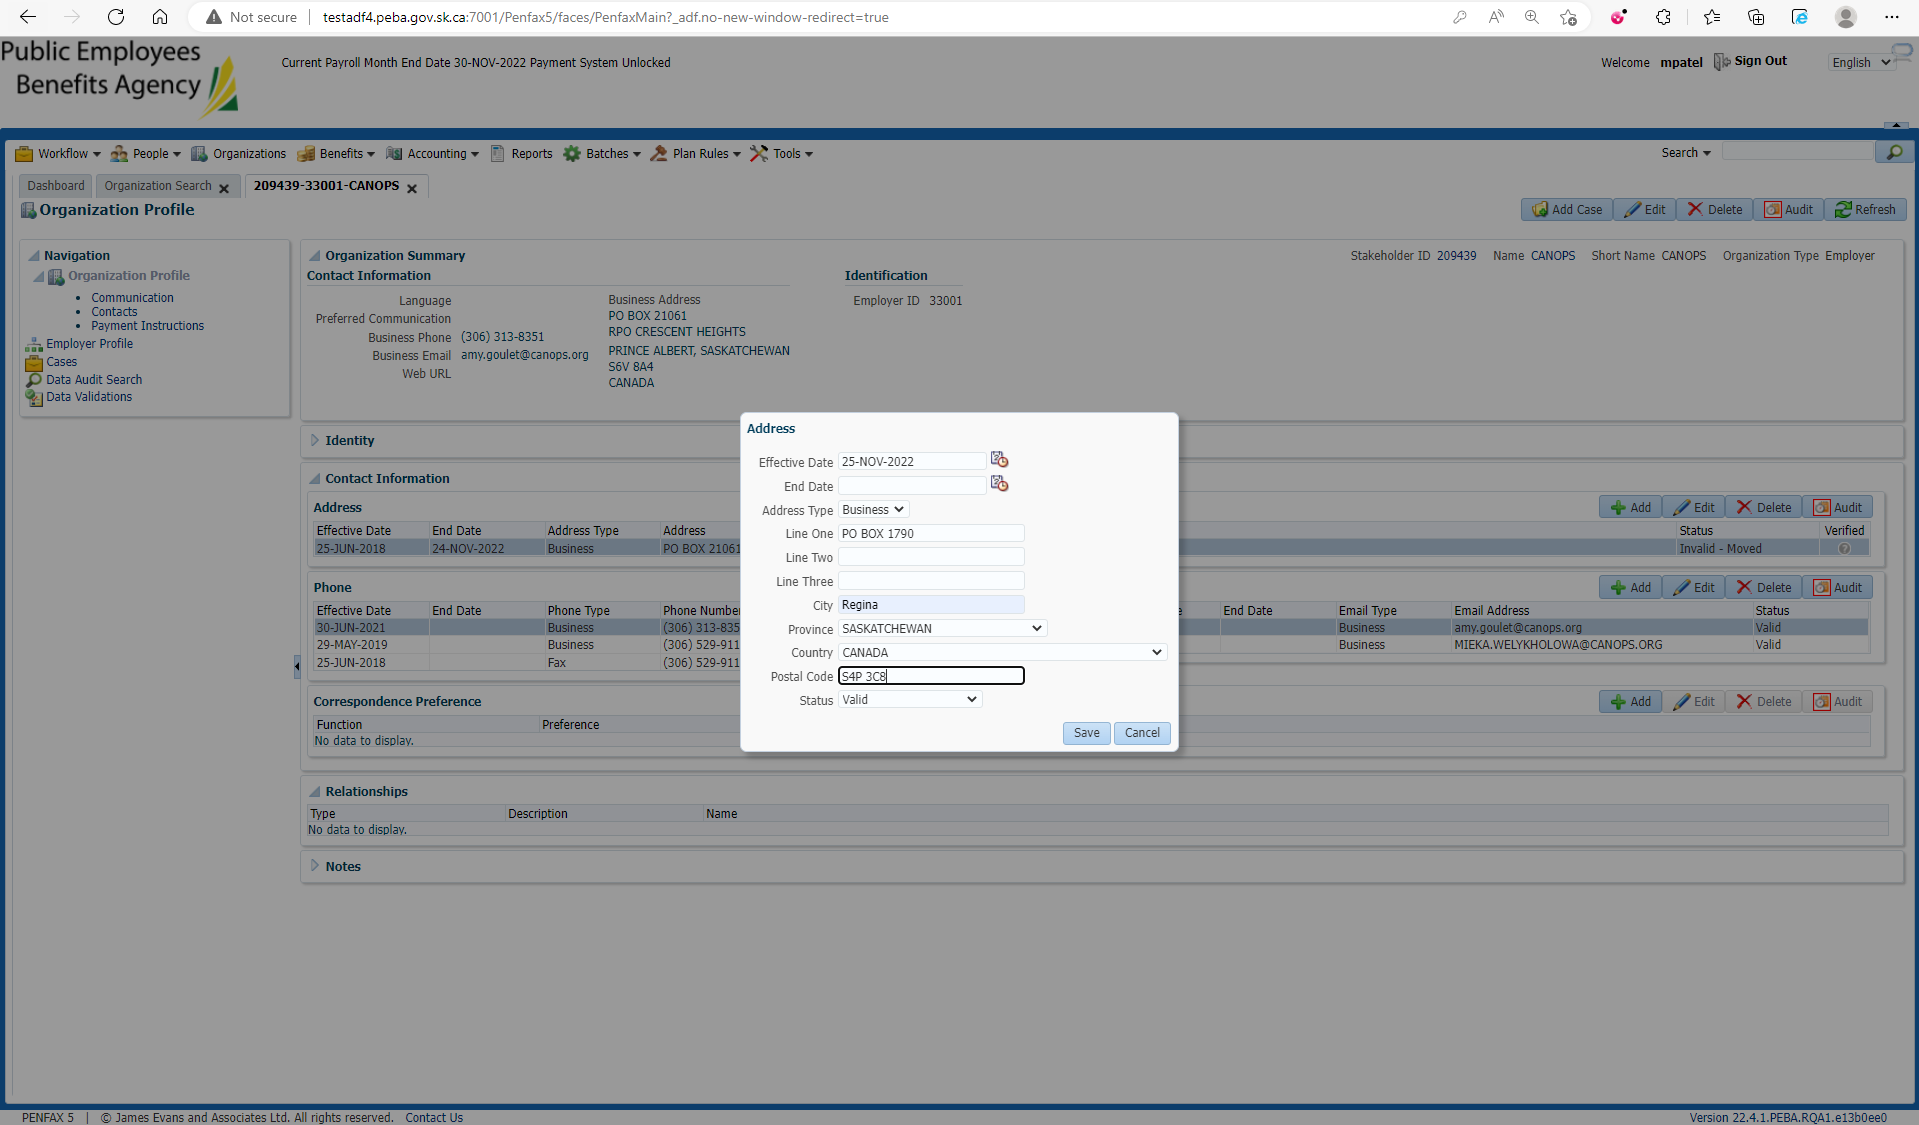 Not secure | testadf4.peba.gov.sk.ca:7001/Penfax5/faces/PenfaxMain?_adf.no-new-window-redirect=true
Public Employees
Benefits Agency
Current Payroll Month End Date 30-NOV-2022 Payment System Unlocked
Welcome mpatel Sign Out English
Workflow People Organizations Benefits Accounting Reports Batches Plan Rules Tools Search
Dashboard Organization Search 209439-33001-CANOPS
Organization Profile
Add Case Edit Delete Audit Refresh
Navigation
Organization Profile
• Communication
• Contacts
• Payment Instructions
Employer Profile
Cases
Data Audit Search
Data Validations
Organization Summary
Stakeholder ID 209439 Name CANOPS Short Name CANOPS Organization Type Employer
Contact Information
Language
Preferred Communication
Business Phone (306) 313-8351
Business Email amy.goulet@canops.org
Web URL
Business Address
PO BOX 21061
RPO CRESCENT HEIGHTS
PRINCE ALBERT, SASKATCHEWAN
S6V 8A4
CANADA
Identification
Employer ID 33001
Identity
Contact Information
Address
Add Edit Delete Audit
Effective Date End Date Address Type Address Status Verified
25-JUN-2018 24-NOV-2022 Business PO BOX 21061 Invalid - Moved
Phone
Add Edit Delete Audit
Effective Date End Date Phone Type Phone Number
30-JUN-2021 Business (306) 313-835
29-MAY-2019 Business (306) 529-911
25-JUN-2018 Fax (306) 529-911
End Date Email Type Email Address Status
Business amy.goulet@canops.org Valid
Business MIEKA.WELYKHOLOWA@CANOPS.ORG Valid
Correspondence Preference
Add Edit Delete Audit
Function Preference
No data to display.
Relationships
Type Description Name
No data to display.
Notes
Address
Effective Date 25-NOV-2022
End Date
Address Type Business
Line One PO BOX 1790
Line Two
Line Three
City Regina
Province SASKATCHEWAN
Country CANADA
Postal Code S4P 3C8
Status Valid
Save Cancel
PENFAX 5 | © James Evans and Associates Ltd. All rights reserved. Contact Us
Version 22.4.1.PEBA.RQA1.e13b0ee0